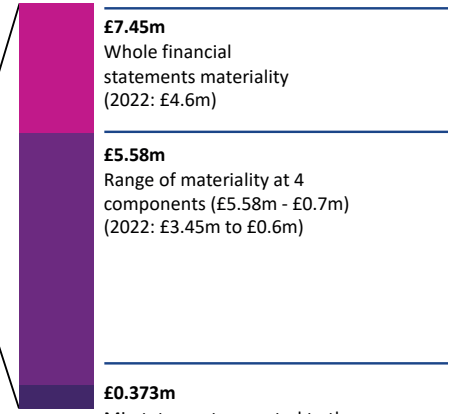 £7.45m
Whole financial
statements materiality
(2022: £4.6m)
£5.58m
Range of materiality at 4
components (£5.58m - £0.7m)
(2022: £3.45m to £0.6m)
£0.373m